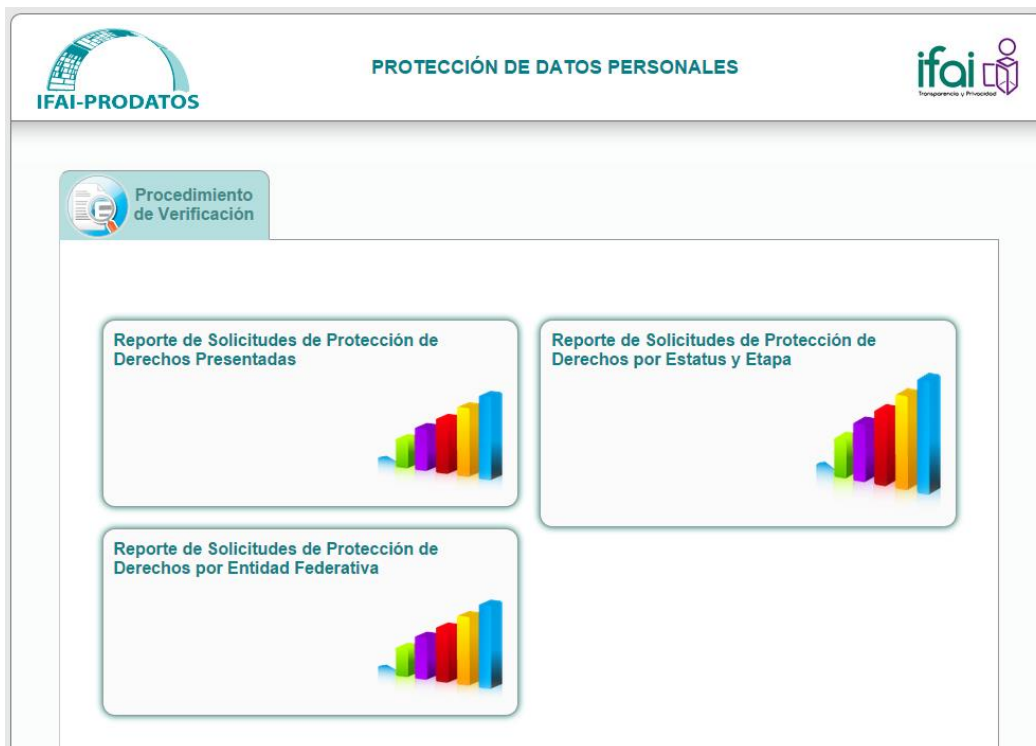 IFAI-PRODATOS
PROTECCIÓN DE DATOS PERSONALES
ifai
Transparencia y Privacidad
Procedimiento
de Verificación
Reporte de Solicitudes de Protección de
Derechos Presentadas
Reporte de Solicitudes de Protección de
Derechos por Estatus y Etapa
Reporte de Solicitudes de Protección de
Derechos por Entidad Federativa